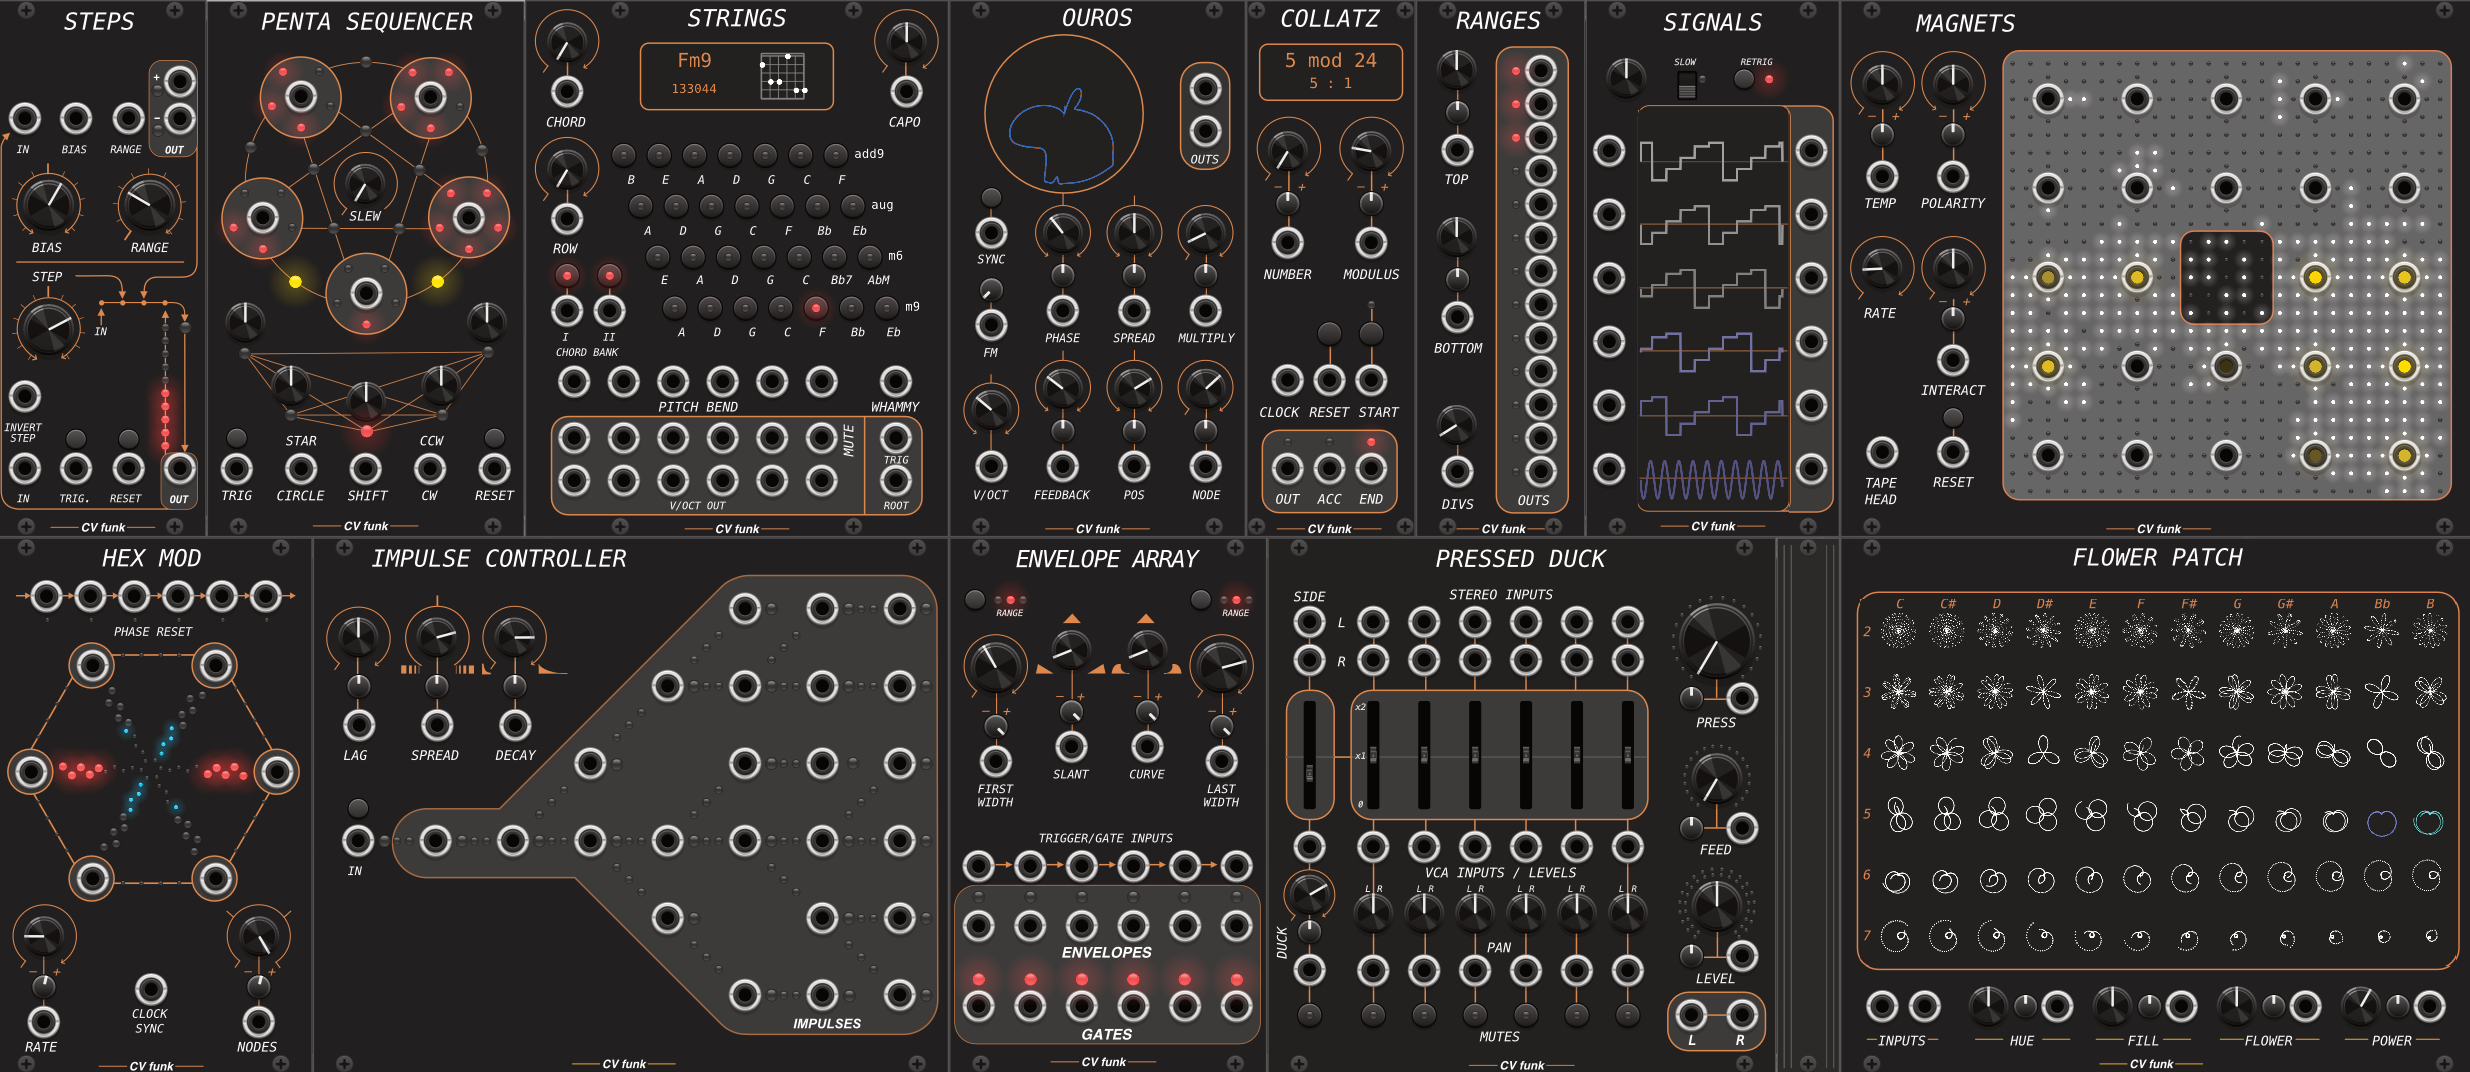 STEPS
+
−
IN
BIAS
RANGE
OUT
BIAS
RANGE
STEP
IN
INVERT
STEP
IN
TRIG.
RESET
OUT
CV funk
PENTA SEQUENCER
SLEW
STAR
CCW
TRIG
CIRCLE
SHIFT
CW
RESET
CV funk
STRINGS
Fm9
133044
CHORD
CAPO
ROW
B E A D G C F add9
A D G C F Bb Eb aug
E A D G C Bb7 AbM m6
A D G C F Bb Eb m9
I II
CHORD BANK
PITCH BEND
WHAMMY
MUTE
TRIG
V/OCT OUT
ROOT
CV funk
OUROS
OUTS
SYNC
FM
PHASE
SPREAD
MULTIPLY
V/OCT
FEEDBACK
POS
NODE
CV funk
COLLATZ
5 mod 24
5 : 1
− + − +
NUMBER
MODULUS
CLOCK
RESET
START
OUT
ACC
END
CV funk
RANGES
TOP
BOTTOM
DIVS
OUTS
CV funk
SIGNALS
SLOW
RETRIG
CV funk
MAGNETS
− + − +
TEMP
POLARITY
RATE
− +
INTERACT
TAPE
HEAD
RESET
CV funk
HEX MOD
PHASE RESET
− + − +
RATE
CLOCK
SYNC
NODES
CV funk
IMPULSE CONTROLLER
LAG
SPREAD
DECAY
IN
IMPULSES
CV funk
ENVELOPE ARRAY
RANGE
RANGE
− + − + − + − +
FIRST
WIDTH
SLANT
CURVE
LAST
WIDTH
TRIGGER/GATE INPUTS
ENVELOPES
GATES
CV funk
PRESSED DUCK
SIDE
STEREO INPUTS
L
R
x2
x1
0
PRESS
FEED
VCA INPUTS / LEVELS
L R L R L R L R L R L R
DUCK
PAN
LEVEL
MUTES
L R
CV funk
FLOWER PATCH
C C# D D# E F F# G G# A Bb B
2
3
4
5
6
7
INPUTS
HUE
FILL
FLOWER
POWER
CV funk